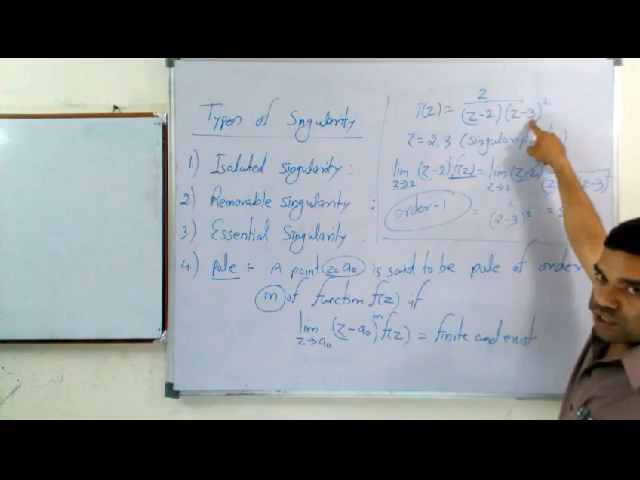 Types of Singularity
1) Isolated Singularity :
2) Removable Singularity :
3) Essential Singularity
4) Pole :- A point z=a₀ is said to be pole of order
m of function f(z) if
lim z→a₀ (z-a₀)ᵐ f(z) = finite and exist
f(z) = z / (z-2)(z-3)²
z = 2, 3 (Singular
lim z→2 (z-2) f(z) = lim z→2 (z-2)
order-1 = 2 / (2-3)² =